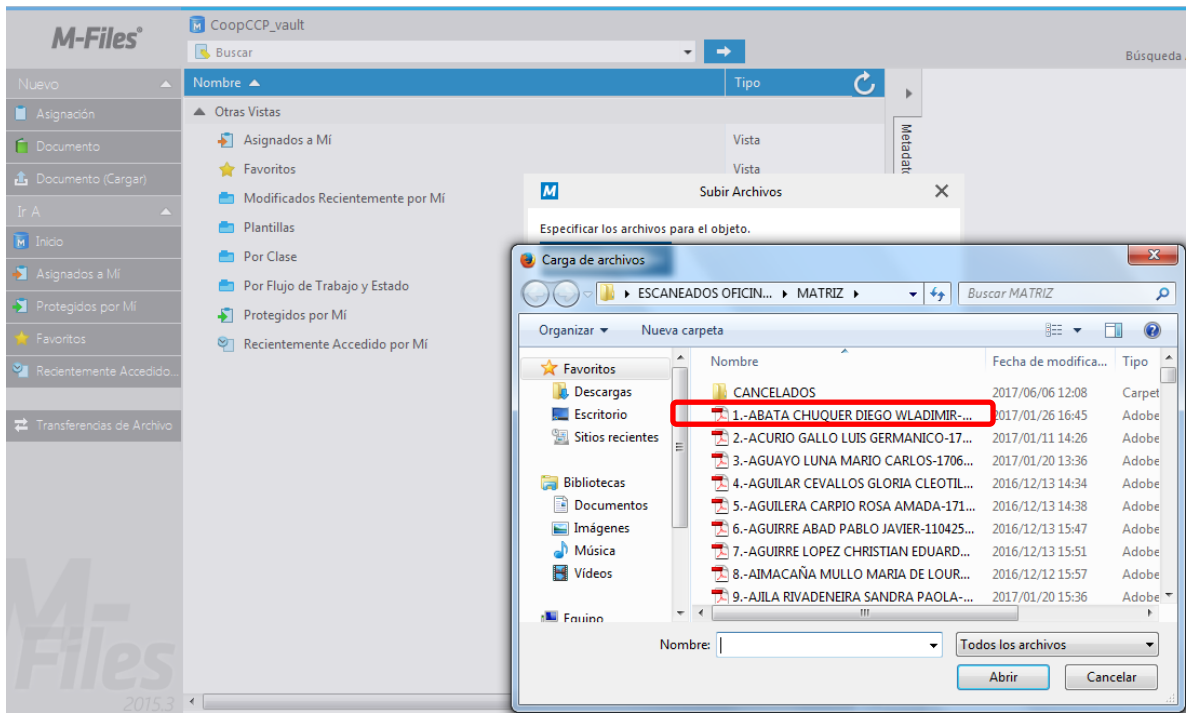 M-Files®
CoopCCP_vault
Buscar
Búsqueda
Nuevo
Asignación
Documento
Documento (Cargar)
Ir A
Inicio
Asignados a Mí
Protegidos por Mí
Favoritos
Recientemente Accedido...
Transferencias de Archivo
M-Files
2015.3
Nombre Tipo
Otras Vistas
Asignados a Mí Vista
Favoritos Vista
Modificados Recientemente por Mí
Plantillas
Por Clase
Por Flujo de Trabajo y Estado
Protegidos por Mí
Recientemente Accedido por Mí
Subir Archivos
Especificar los archivos para el objeto.
Carga de archivos
ESCANEADOS OFICIN... MATRIZ
Buscar MATRIZ
Organizar Nueva carpeta
Favoritos
Descargas
Escritorio
Sitios recientes
Bibliotecas
Documentos
Imágenes
Música
Vídeos
Equipo
Nombre Fecha de modifica... Tipo
CANCELADOS 2017/06/06 12:08 Carpet
1.-ABATA CHUQUER DIEGO WLADIMIR-... 2017/01/26 16:45 Adobe
2.-ACURIO GALLO LUIS GERMANICO-17... 2017/01/11 14:26 Adobe
3.-AGUAYO LUNA MARIO CARLOS-1706... 2017/01/20 13:36 Adobe
4.-AGUILAR CEVALLOS GLORIA CLEOTIL... 2016/12/13 14:34 Adobe
5.-AGUILERA CARPIO ROSA AMADA-171... 2016/12/13 14:38 Adobe
6.-AGUIRRE ABAD PABLO JAVIER-110425... 2016/12/13 15:47 Adobe
7.-AGUIRRE LOPEZ CHRISTIAN EDUARD... 2016/12/13 15:51 Adobe
8.-AIMACAÑA MULLO MARIA DE LOUR... 2016/12/12 15:57 Adobe
9.-AJILA RIVADENEIRA SANDRA PAOLA-... 2017/01/20 15:36 Adobe
Nombre: Todos los archivos
Abrir Cancelar